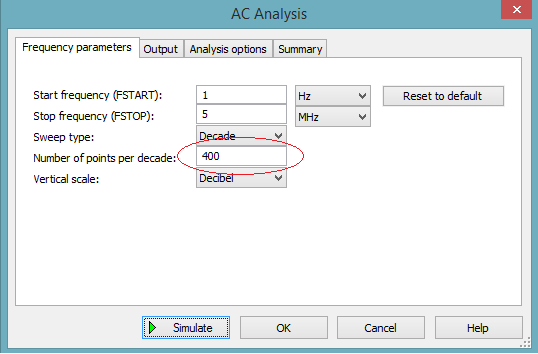 AC Analysis
Frequency parameters Output Analysis options Summary
Start frequency (FSTART): 1 Hz Reset to default
Stop frequency (FSTOP): 5 MHz
Sweep type: Decade
Number of points per decade: 400
Vertical scale: Decibel
Simulate OK Cancel Help